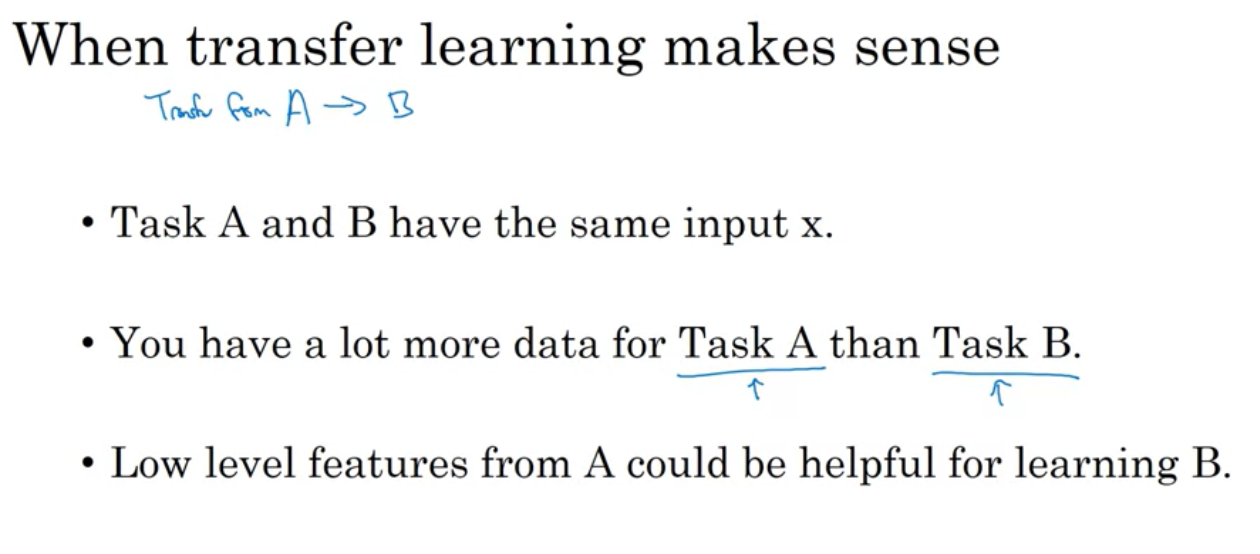 When transfer learning makes sense
Transfer from A → B
• Task A and B have the same input x.
• You have a lot more data for Task A than Task B.
↑ ↑
• Low level features from A could be helpful for learning B.